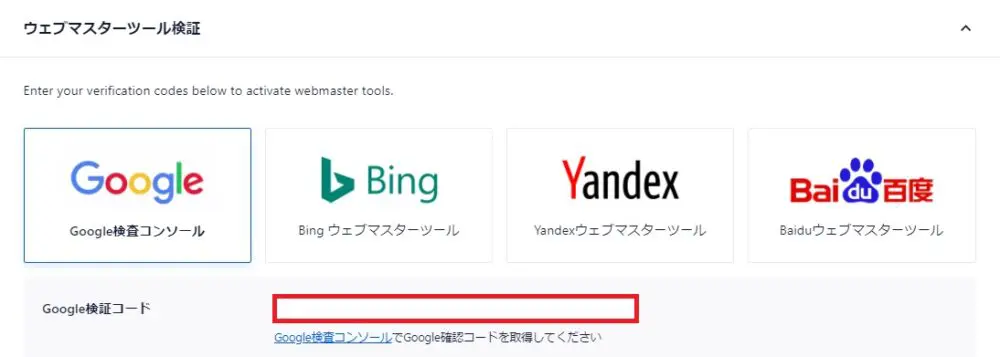 ウェブマスターツール検証
Enter your verification codes below to activate webmaster tools.
Google
Bing
Yandex
Bai du 百度
Google検査コンソール
Bing ウェブマスターツール
Yandexウェブマスターツール
Baiduウェブマスターツール
Google検証コード
Google検査コンソールでGoogle確認コードを取得してください